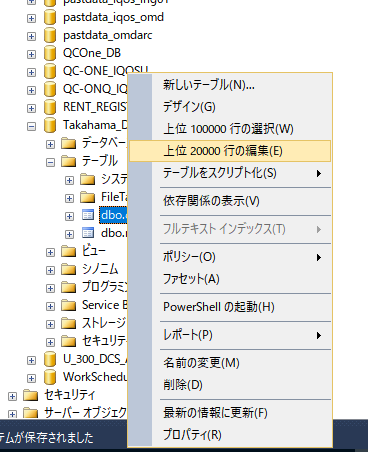 pastdata_iqos_omd
pastdata_omdarc
QCOne_DB
QC-ONE_IQOSU
QC-ONQ_IQ
RENT_REGIST
Takahama_D
データベー
テーブル
システ
FileTa
dbo.
dbo.
ビュー
シノニム
プログラミン
Service B
ストレージ
セキュリテ
U_300_DCS_
WorkSchedu
セキュリティ
サーバー オブジェク
テムが保存されました
新しいテーブル(N)...
デザイン(G)
上位 100000 行の選択(W)
上位 20000 行の編集(E)
テーブルをスクリプト化(S)
依存関係の表示(V)
フルテキスト インデックス(T)
ポリシー(O)
ファセット(A)
PowerShell の起動(H)
レポート(P)
名前の変更(M)
削除(D)
最新の情報に更新(F)
プロパティ(R)